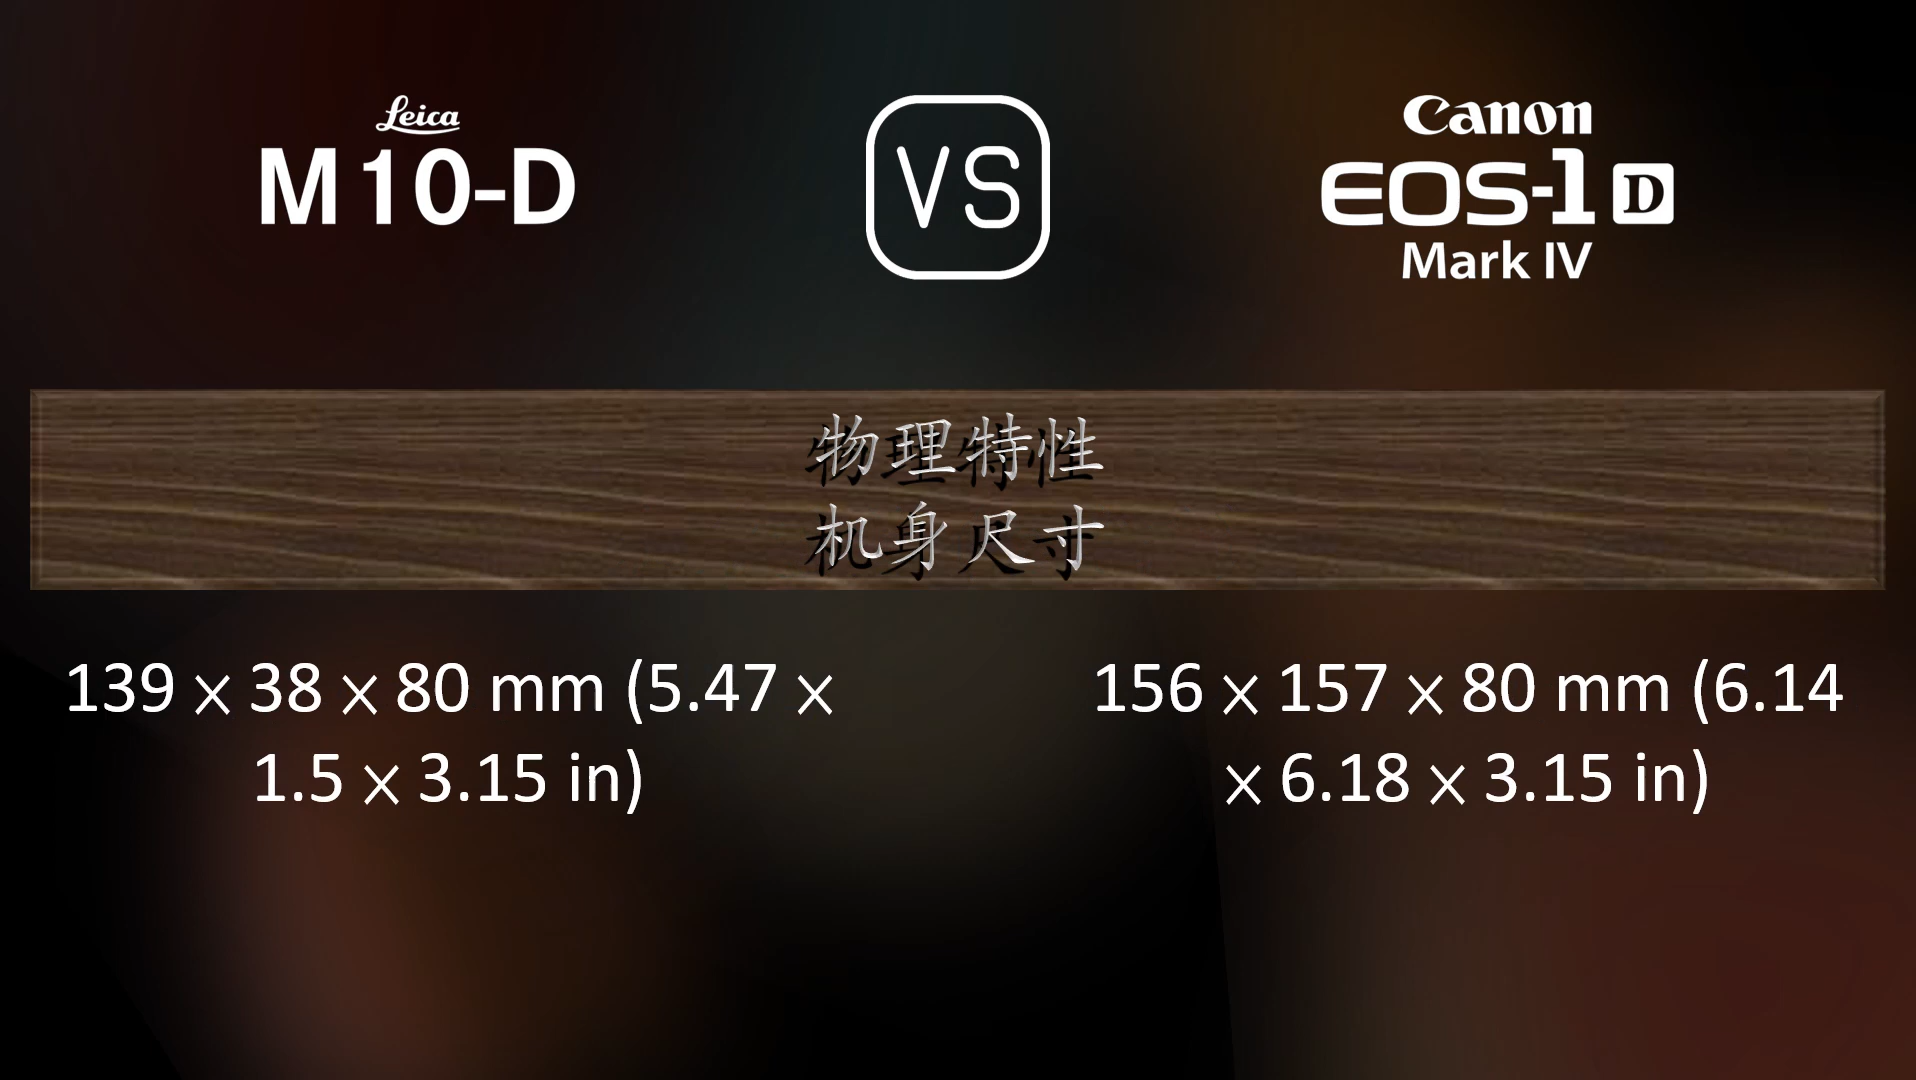 Leica
M10-D
VS
Canon
EOS-1D
Mark IV
物理特性
机身尺寸
139 x 38 x 80 mm (5.47 x
1.5 x 3.15 in)
156 x 157 x 80 mm (6.14
x 6.18 x 3.15 in)